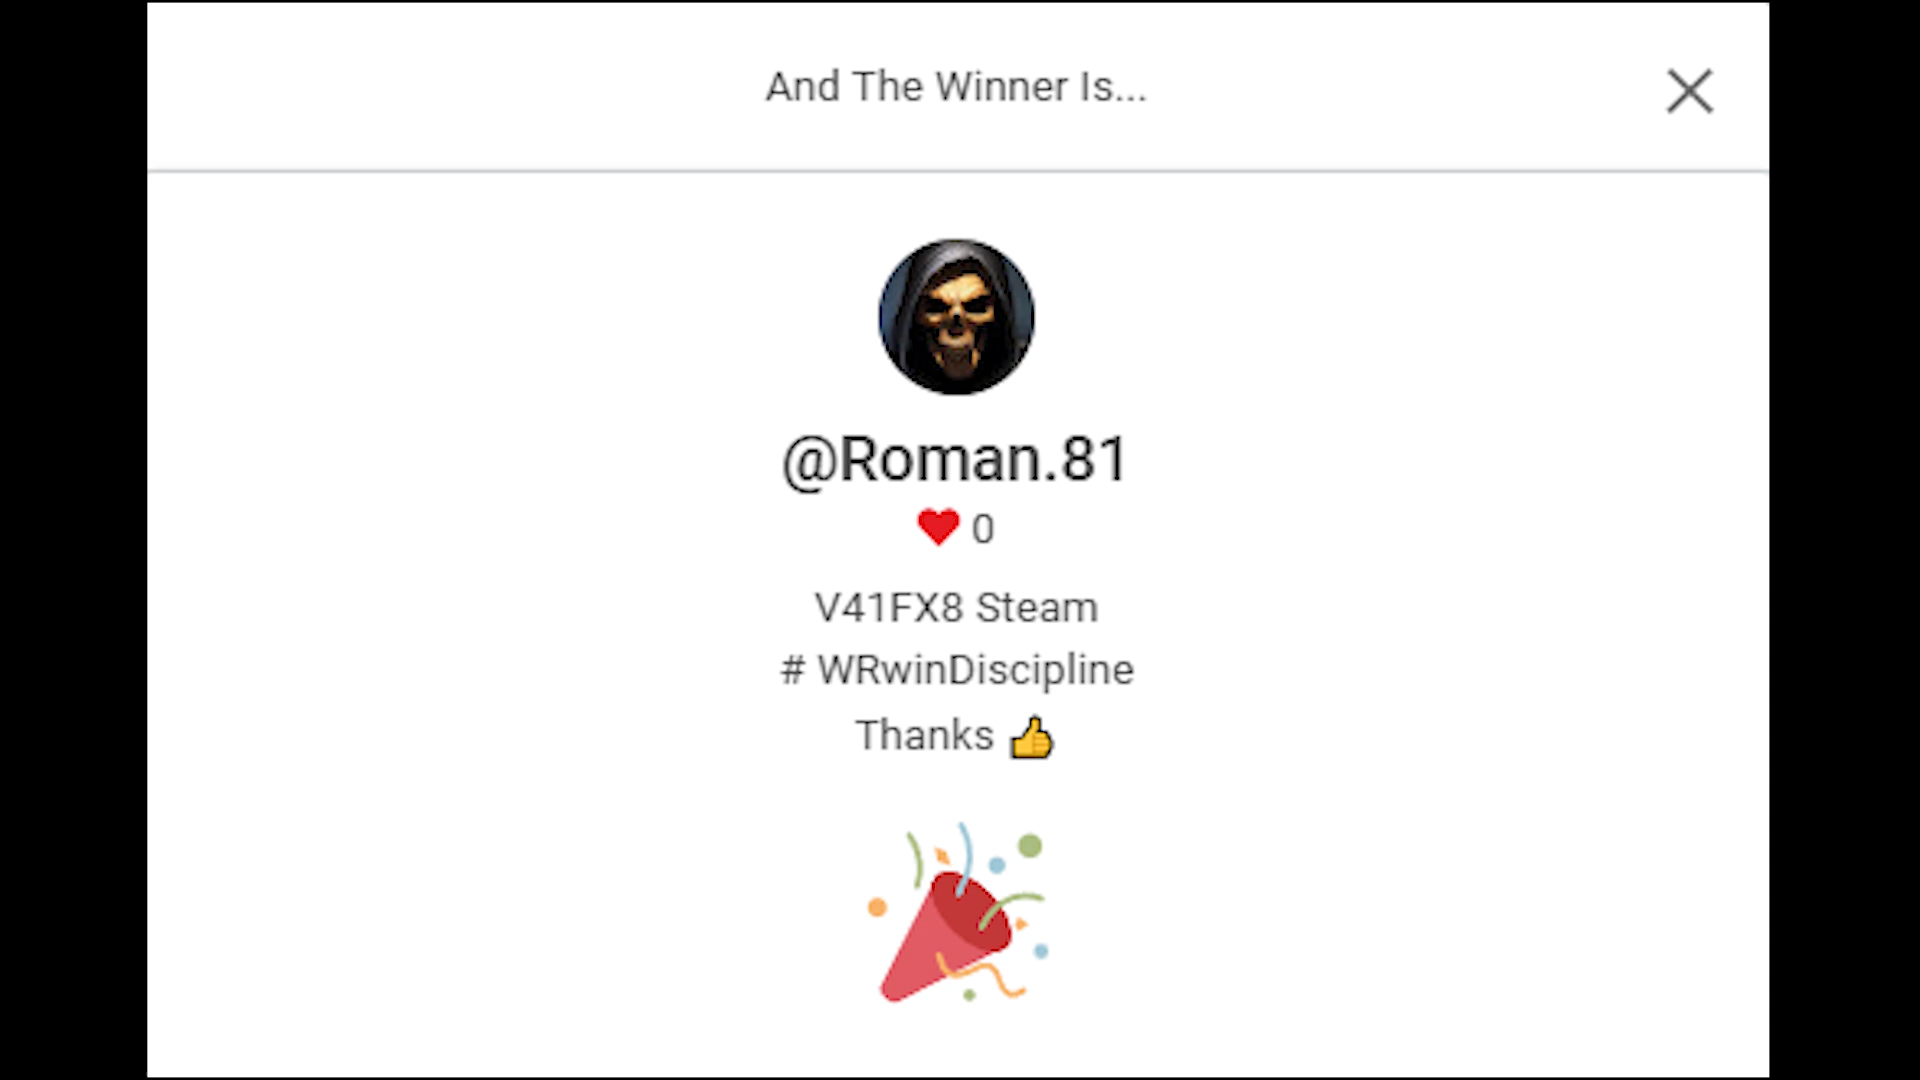 And The Winner Is...
@Roman.81
0
V41FX8 Steam
# WRwinDiscipline
Thanks 👍